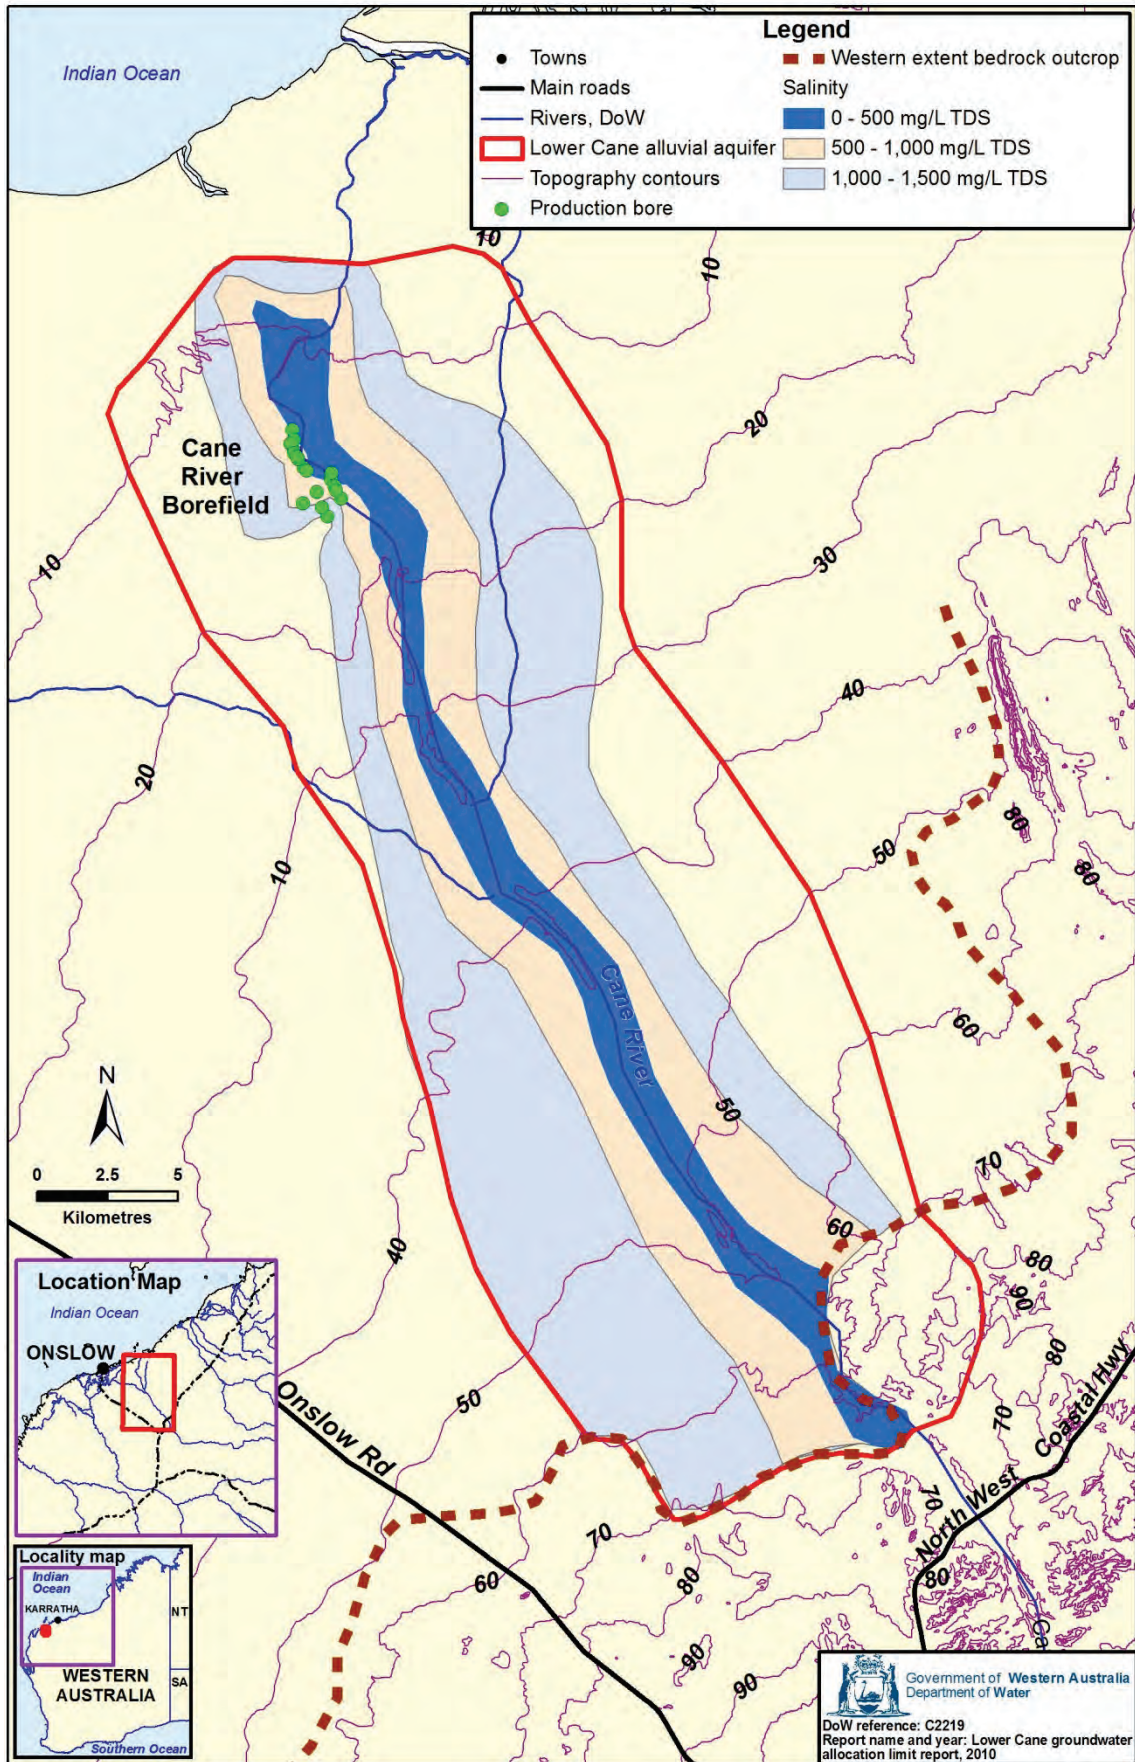 Indian Ocean
Legend
Towns
Main roads
Rivers, DoW
Lower Cane alluvial aquifer
Topography contours
Production bore
Western extent bedrock outcrop
Salinity
0 - 500 mg/L TDS
500 - 1,000 mg/L TDS
1,000 - 1,500 mg/L TDS
10
10
20
30
40
50
60
70
80
90
80
80
80
70
Cane
River
Borefield
10
20
10
40
50
60
70
80
90
90
50
60
70
80
Cane River
N
0 2.5 5
Kilometres
Onslow Rd
North West Coastal Hwy
Ca
Location Map
Indian Ocean
ONSLOW
Locality map
Indian
Ocean
KARRATHA
NT
SA
WESTERN
AUSTRALIA
Southern Ocean
Government of Western Australia
Department of Water
DoW reference: C2219
Report name and year: Lower Cane groundwater
allocation limit report, 2010